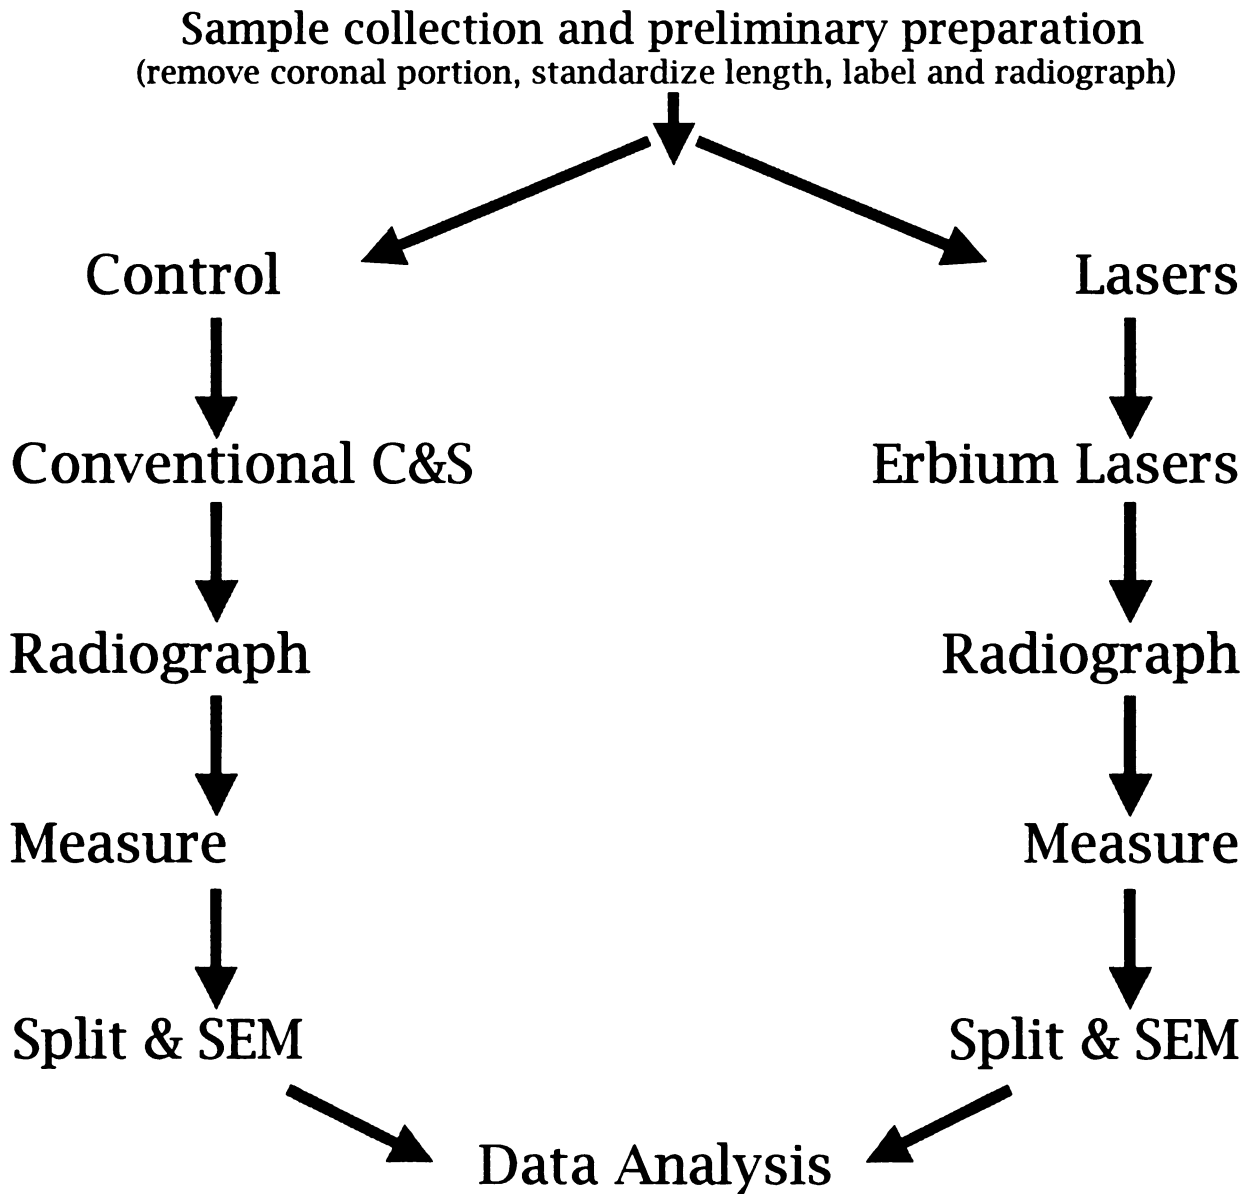 Sample collection and preliminary preparation
(remove coronal portion, standardize length, label and radiograph)
Control
Lasers
Conventional C&S
Erbium Lasers
Radiograph
Radiograph
Measure
Measure
Split & SEM
Split & SEM
Data Analysis